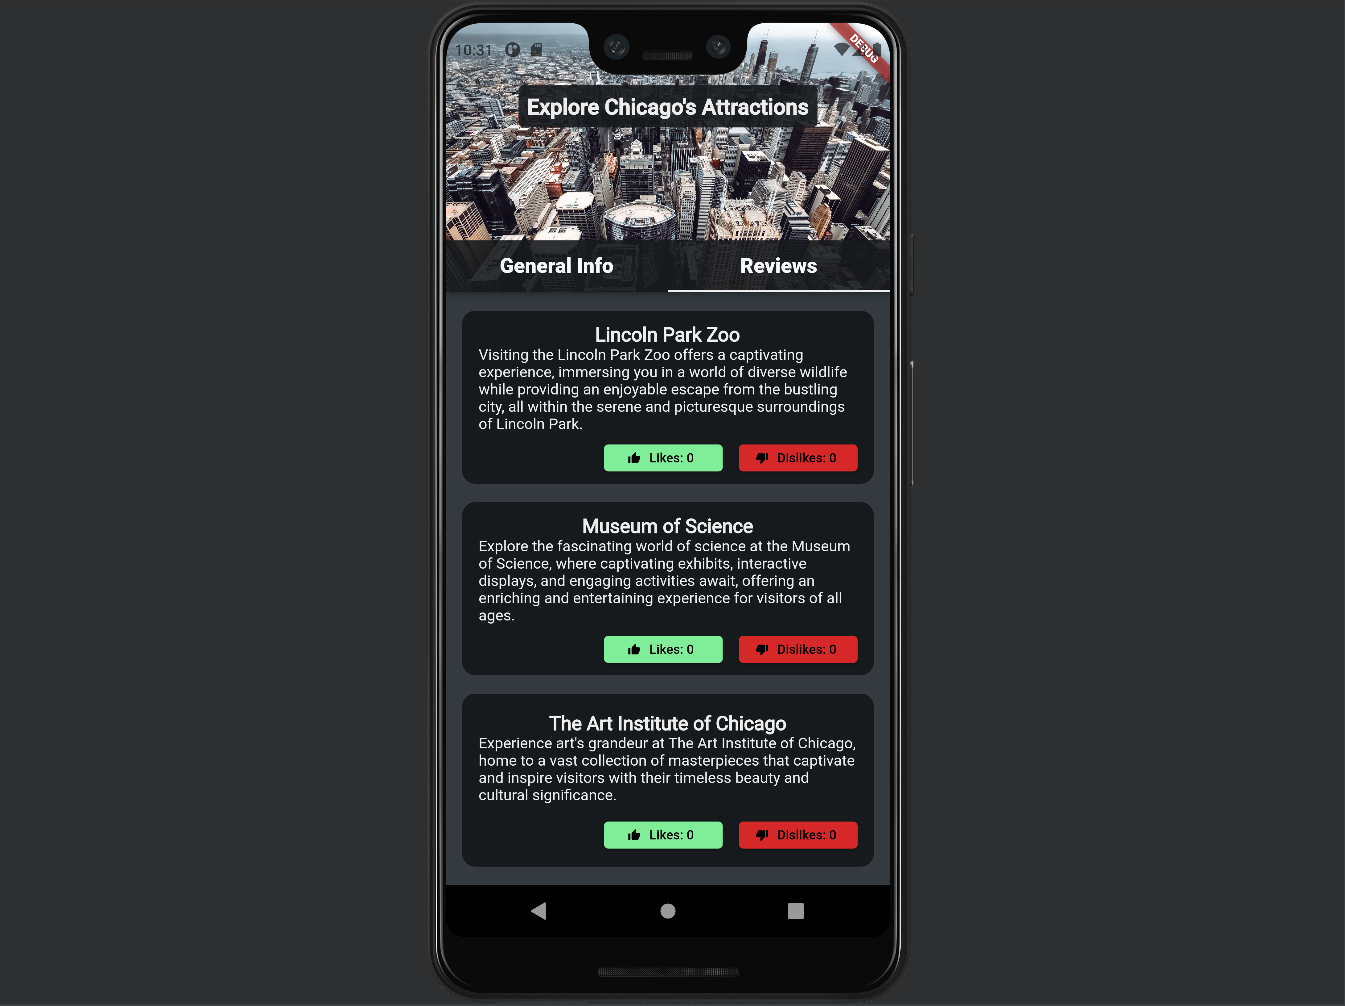 10:31
DEBUG
Explore Chicago's Attractions
General Info
Reviews
Lincoln Park Zoo
Visiting the Lincoln Park Zoo offers a captivating
experience, immersing you in a world of diverse wildlife
while providing an enjoyable escape from the bustling
city, all within the serene and picturesque surroundings
of Lincoln Park.
Likes: 0
Dislikes: 0
Museum of Science
Explore the fascinating world of science at the Museum
of Science, where captivating exhibits, interactive
displays, and engaging activities await, offering an
enriching and entertaining experience for visitors of all
ages.
Likes: 0
Dislikes: 0
The Art Institute of Chicago
Experience art's grandeur at The Art Institute of Chicago,
home to a vast collection of masterpieces that captivate
and inspire visitors with their timeless beauty and
cultural significance.
Likes: 0
Dislikes: 0